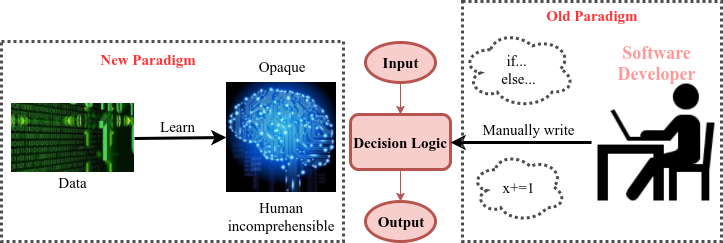 New Paradigm
Opaque
Learn
Data
Human
incomprehensible
Input
Decision Logic
Output
Old Paradigm
if...
else...
Software
Developer
Manually write
x+=1